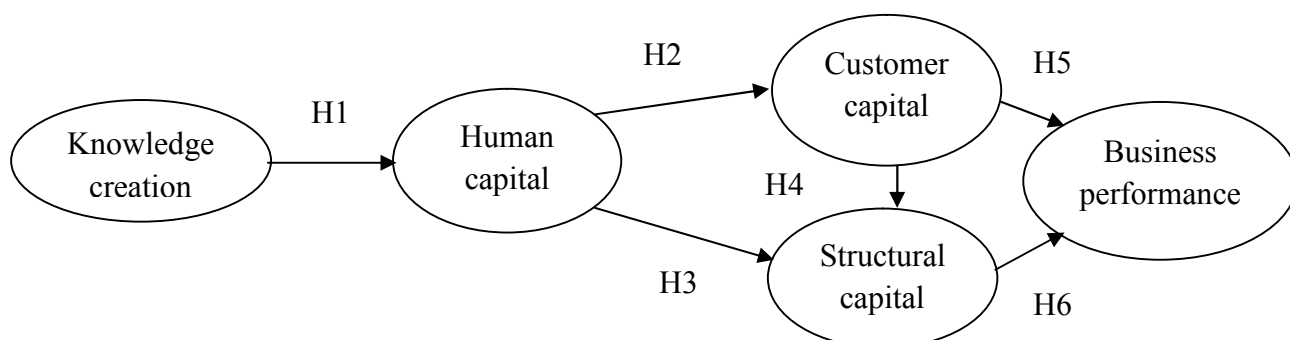 Knowledge
creation
H1
Human
capital
H2
H3
Customer
capital
H4
Structural
capital
H5
H6
Business
performance